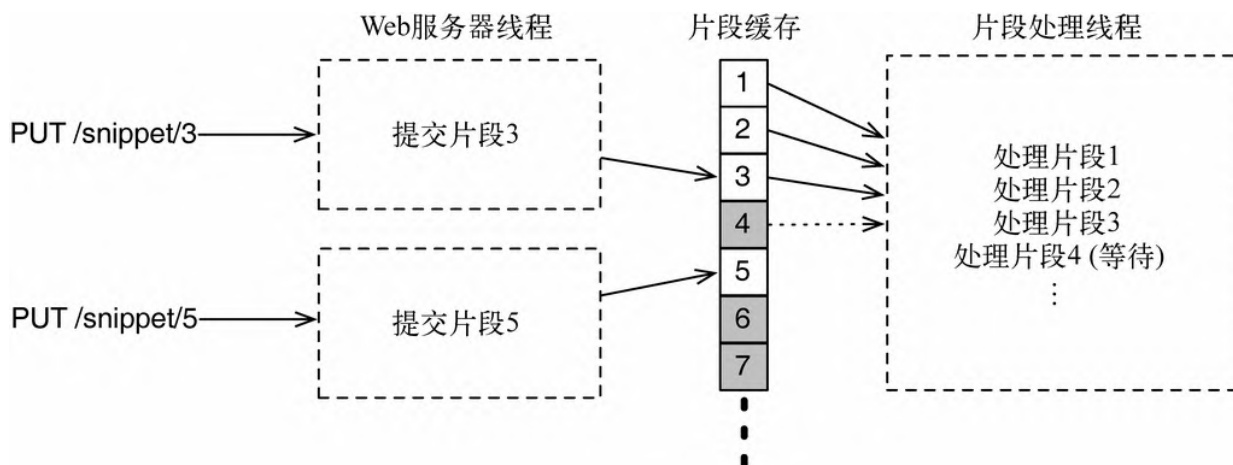 Web服务器线程
片段缓存
片段处理线程
PUT /snippet/3
提交片段3
PUT /snippet/5
提交片段5
1
2
3
4
5
6
7
处理片段1
处理片段2
处理片段3
处理片段4 (等待)
⋮